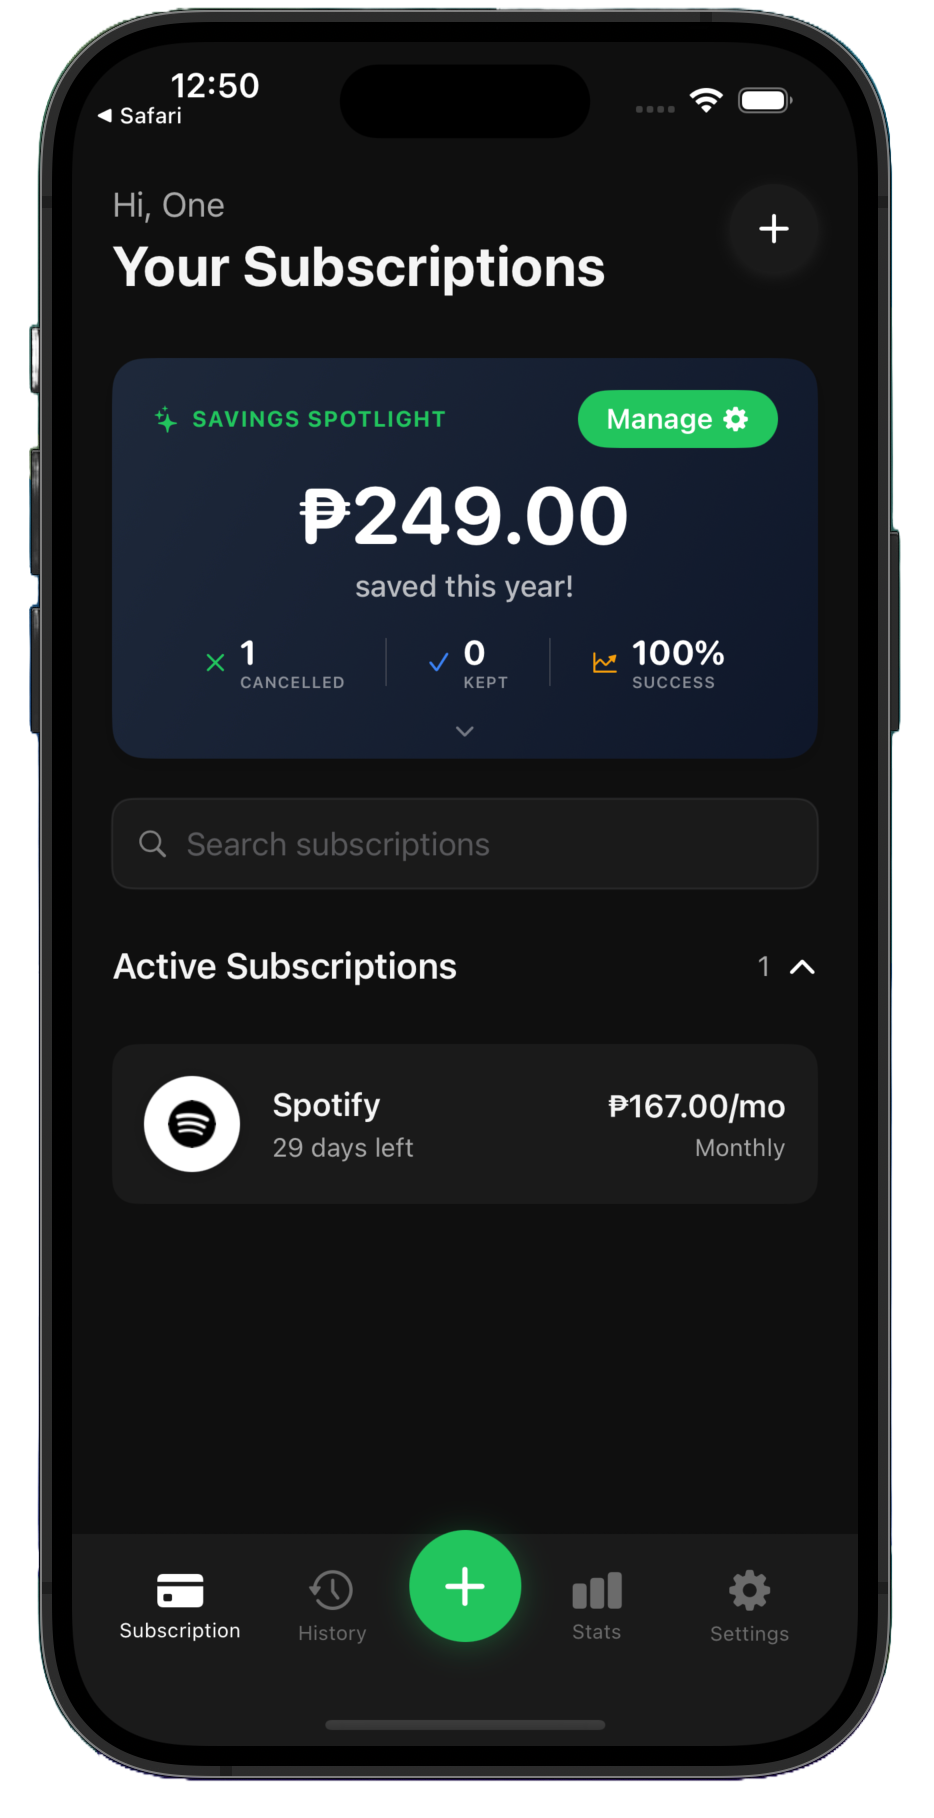 12:50
◀ Safari
Hi, One
Your Subscriptions
SAVINGS SPOTLIGHT
Manage
₱249.00
saved this year!
1
CANCELLED
0
KEPT
100%
SUCCESS
Search subscriptions
Active Subscriptions 1
Spotify ₱167.00/mo
29 days left Monthly
Subscription History Stats Settings